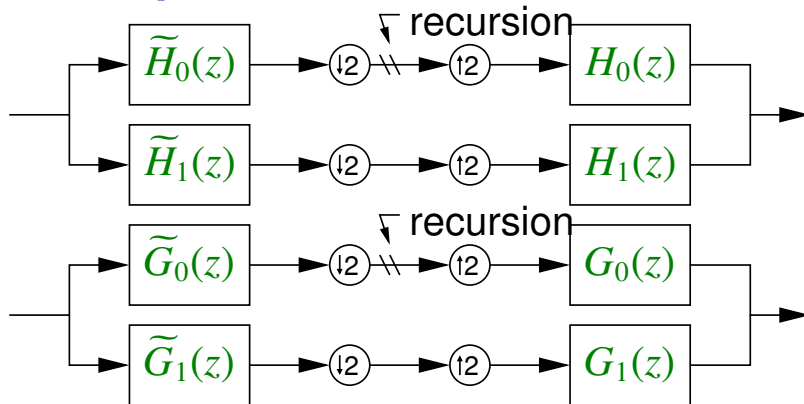 recursion
H̃₀(z) ↓2 ↑2 H₀(z)
H̃₁(z) ↓2 ↑2 H₁(z)
recursion
G̃₀(z) ↓2 ↑2 G₀(z)
G̃₁(z) ↓2 ↑2 G₁(z)